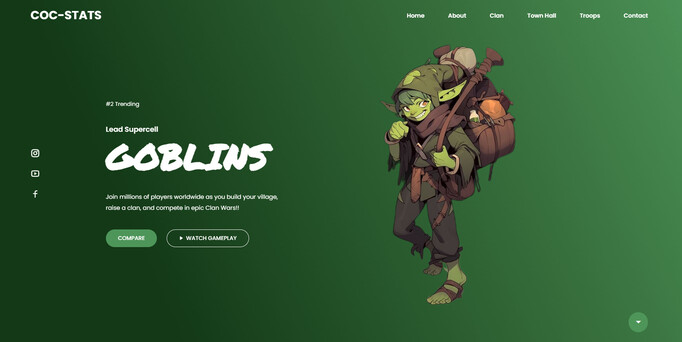 COC-STATS
Home About Clan Town Hall Troops Contact
#2 Trending
Lead Supercell
GOBLINS
Join millions of players worldwide as you build your village,
raise a clan, and compete in epic Clan Wars!!
COMPARE
WATCH GAMEPLAY